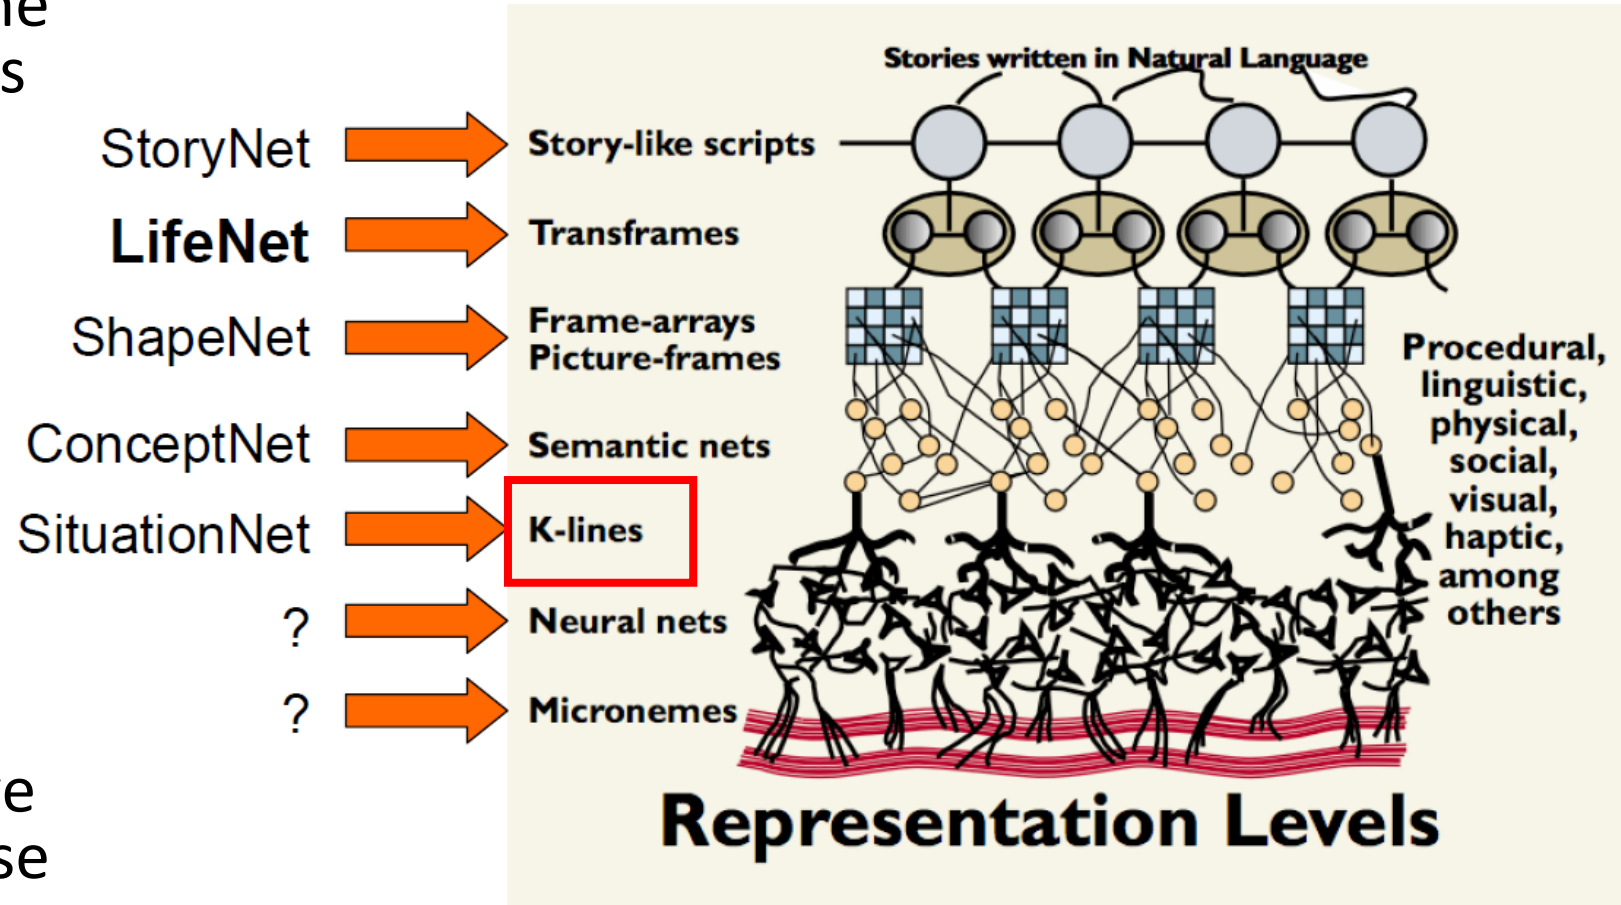 s
Stories written in Natural Language
StoryNet
Story-like scripts
LifeNet
Transframes
ShapeNet
Frame-arrays
Picture-frames
ConceptNet
Semantic nets
SituationNet
K-lines
?
Neural nets
?
Micronemes
Procedural,
linguistic,
physical,
social,
visual,
haptic,
among
others
se
Representation Levels